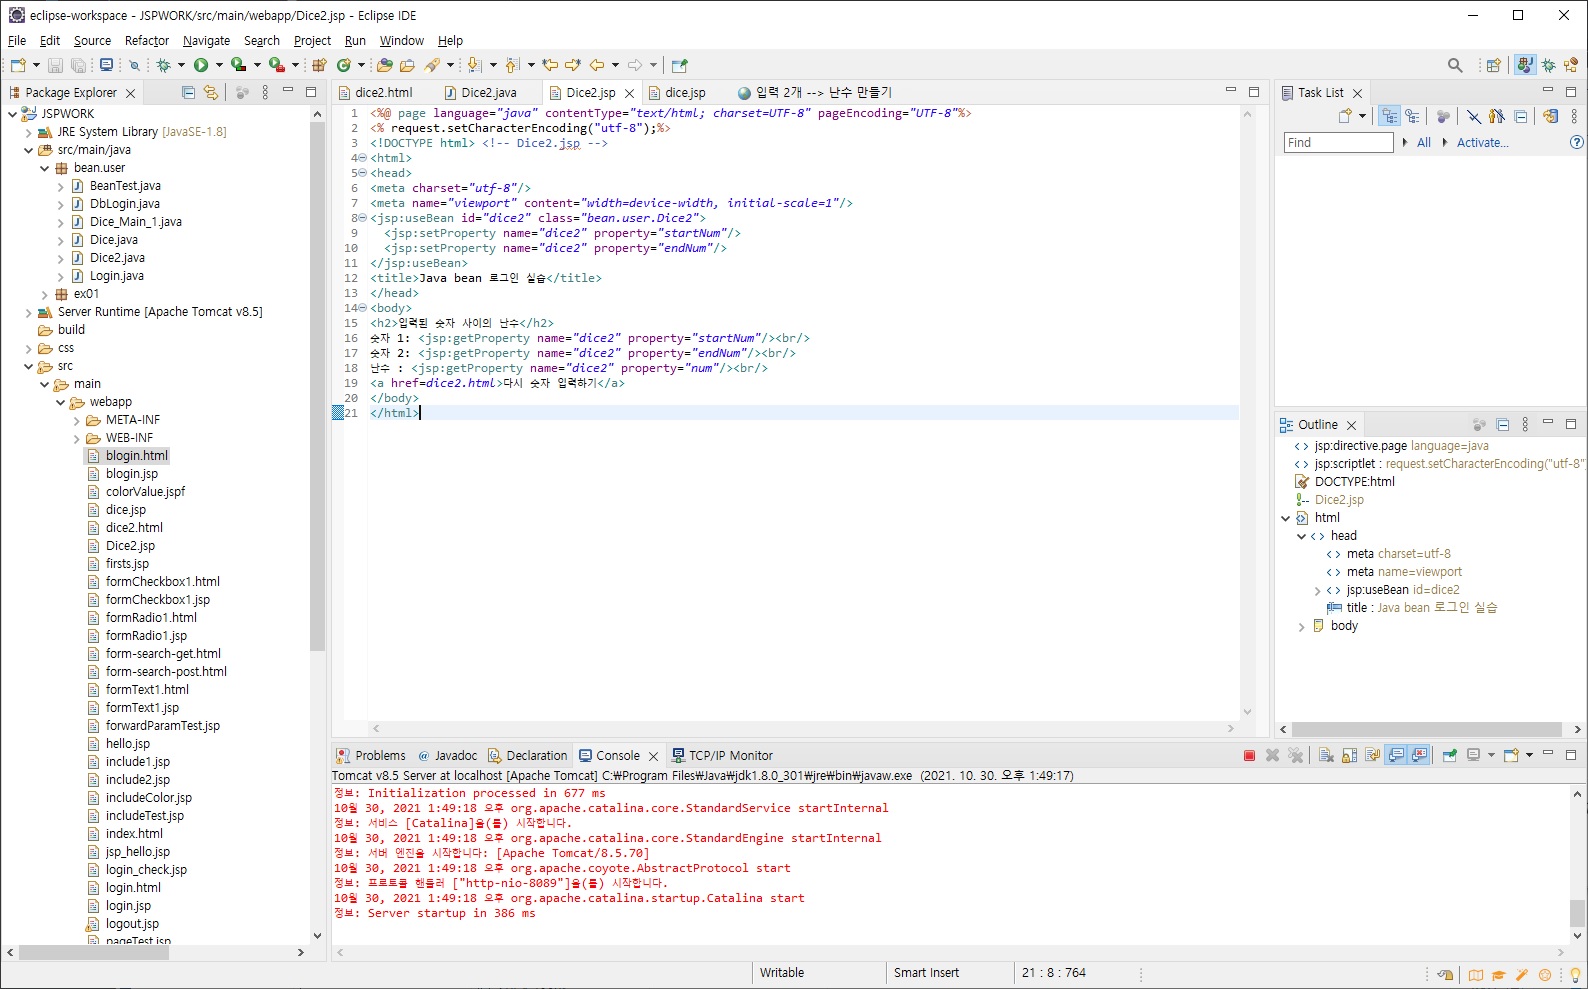 eclipse-workspace - JSPWORK/src/main/webapp/Dice2.jsp - Eclipse IDE
File Edit Source Refactor Navigate Search Project Run Window Help
Package Explorer
JSPWORK
JRE System Library [JavaSE-1.8]
src/main/java
bean.user
BeanTest.java
DbLogin.java
Dice_Main_1.java
Dice.java
Dice2.java
Login.java
ex01
Server Runtime [Apache Tomcat v8.5]
build
css
src
main
webapp
META-INF
WEB-INF
blogin.html
blogin.jsp
colorValue.jspf
dice.jsp
dice2.html
Dice2.jsp
firsts.jsp
formCheckbox1.html
formCheckbox1.jsp
formRadio1.html
formRadio1.jsp
form-search-get.html
form-search-post.html
formText1.html
formText1.jsp
forwardParamTest.jsp
hello.jsp
include1.jsp
include2.jsp
includeColor.jsp
includeTest.jsp
index.html
jsp_hello.jsp
login_check.jsp
login.html
login.jsp
logout.jsp
pageTest.jsp
dice2.html Dice2.java Dice2.jsp dice.jsp 입력 2개 --> 난수 만들기
1 <%@ page language="java" contentType="text/html; charset=UTF-8" pageEncoding="UTF-8"%>
2 <% request.setCharacterEncoding("utf-8");%>
3 <!DOCTYPE html> <!-- Dice2.jsp -->
4 <html>
5 <head>
6 <meta charset="utf-8"/>
7 <meta name="viewport" content="width=device-width, initial-scale=1"/>
8 <jsp:useBean id="dice2" class="bean.user.Dice2">
9 <jsp:setProperty name="dice2" property="startNum"/>
10 <jsp:setProperty name="dice2" property="endNum"/>
11 </jsp:useBean>
12 <title>Java bean 로그인 실습</title>
13 </head>
14 <body>
15 <h2>입력된 숫자 사이의 난수</h2>
16 숫자 1: <jsp:getProperty name="dice2" property="startNum"/><br/>
17 숫자 2: <jsp:getProperty name="dice2" property="endNum"/><br/>
18 난수 : <jsp:getProperty name="dice2" property="num"/><br/>
19 <a href=dice2.html>다시 숫자 입력하기</a>
20 </body>
21 </html>
Task List
Find All Activate...
Outline
jsp:directive.page language=java
jsp:scriptlet : request.setCharacterEncoding("utf-8"
DOCTYPE:html
Dice2.jsp
html
head
meta charset=utf-8
meta name=viewport
jsp:useBean id=dice2
title : Java bean 로그인 실습
body
Problems Javadoc Declaration Console TCP/IP Monitor
Tomcat v8.5 Server at localhost [Apache Tomcat] C:₩Program Files₩Java₩jdk1.8.0_301₩jre₩bin₩javaw.exe (2021. 10. 30. 오후 1:49:17)
정보: Initialization processed in 677 ms
10월 30, 2021 1:49:18 오후 org.apache.catalina.core.StandardService startInternal
정보: 서비스 [Catalina]을(를) 시작합니다.
10월 30, 2021 1:49:18 오후 org.apache.catalina.core.StandardEngine startInternal
정보: 서버 엔진을 시작합니다: [Apache Tomcat/8.5.70]
10월 30, 2021 1:49:18 오후 org.apache.coyote.AbstractProtocol start
정보: 프로토콜 핸들러 ["http-nio-8089"]을(를) 시작합니다.
10월 30, 2021 1:49:18 오후 org.apache.catalina.startup.Catalina start
정보: Server startup in 386 ms
Writable Smart Insert 21 : 8 : 764